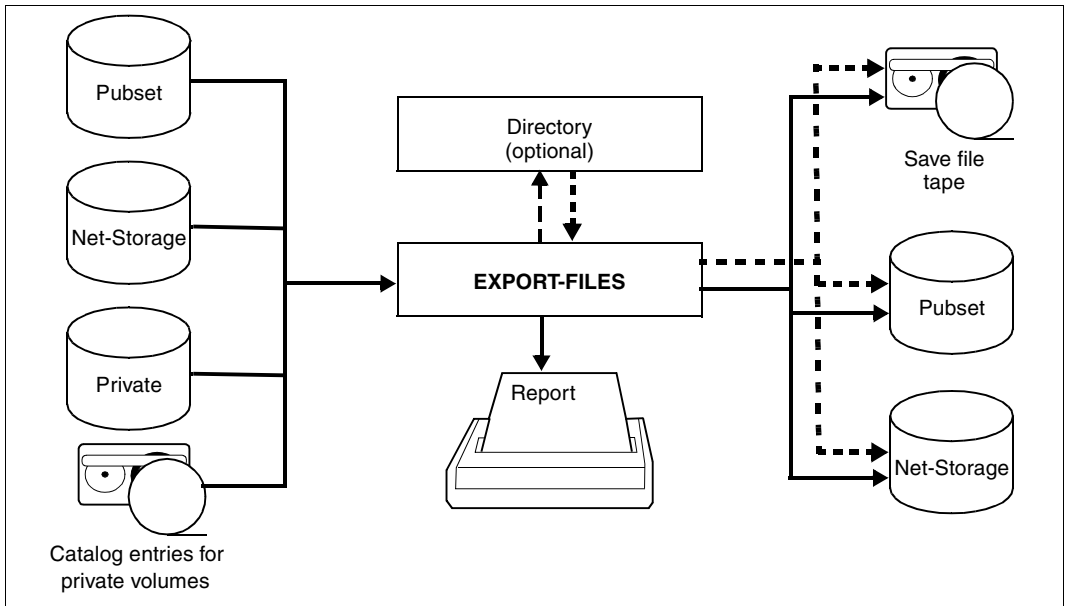 Pubset
Net-Storage
Private
Catalog entries for
private volumes
Directory
(optional)
EXPORT-FILES
Report
Save file
tape
Pubset
Net-Storage